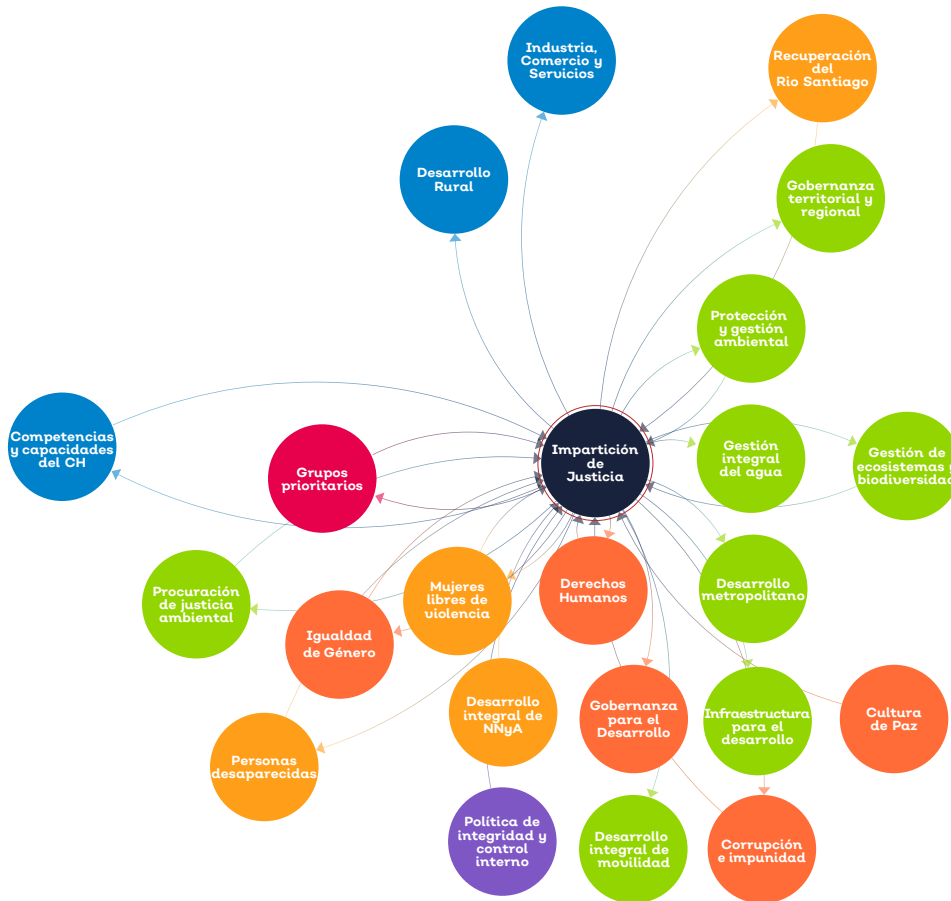 Industria,
Comercio y
Servicios
Recuperación
del
Rio Santiago
Desarrollo
Rural
Gobernanza
territorial y
regional
Protección
y gestión
ambiental
Competencias
y capacidades
del CH
Grupos
prioritarios
Impartición
de
Justicia
Gestión
integral
del agua
Gestión de
ecosistemas y
biodiversidad
Procuración
de justicia
ambiental
Mujeres
libres de
violencia
Derechos
Humanos
Desarrollo
metropolitano
Igualdad
de Género
Desarrollo
integral de
NNyA
Gobernanza
para el
Desarrollo
Infraestructura
para el
desarrollo
Cultura
de Paz
Personas
desaparecidas
Política de
integridad y
control
interno
Desarrollo
integral de
movilidad
Corrupción
e impunidad